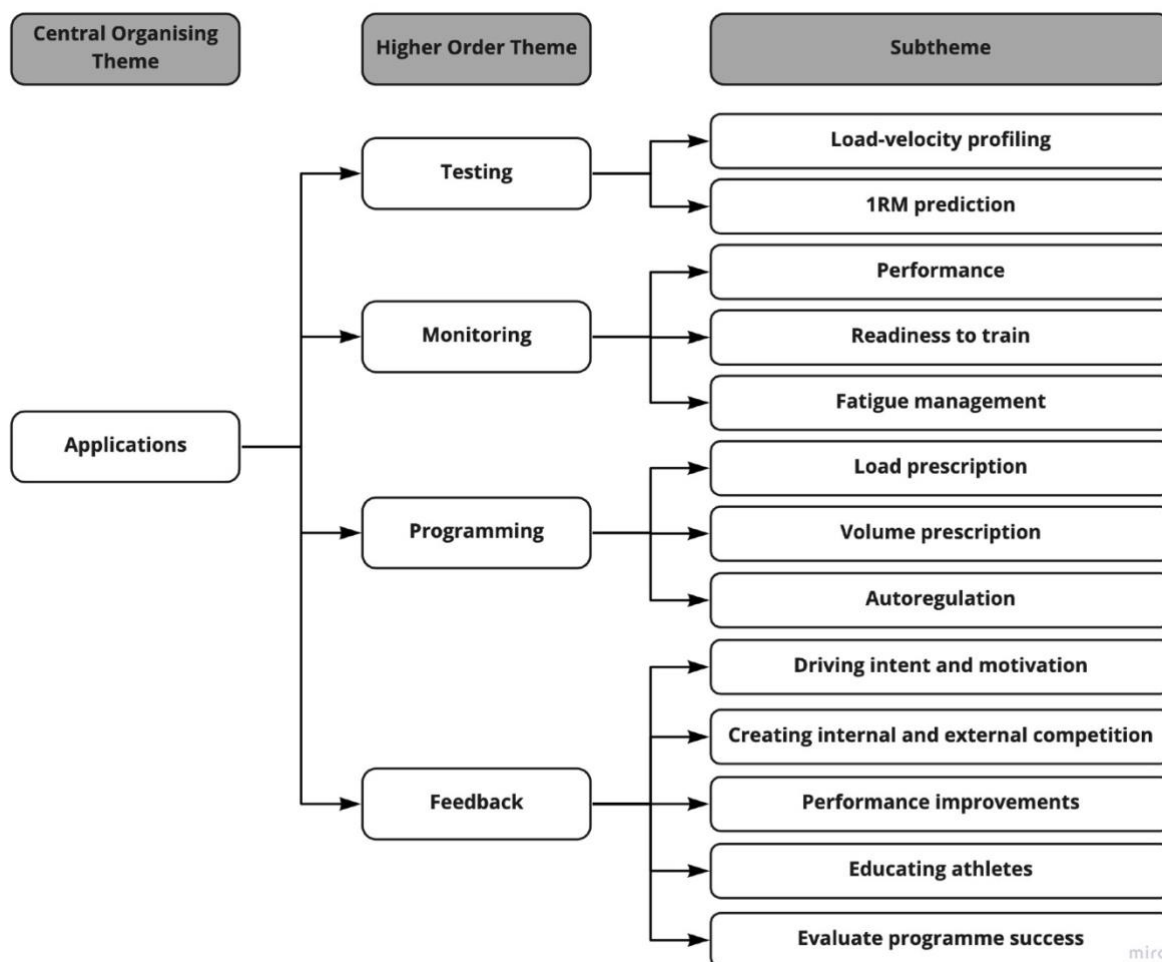 Central Organising
Theme
Higher Order Theme
Subtheme
Applications
Testing
Load-velocity profiling
1RM prediction
Monitoring
Performance
Readiness to train
Fatigue management
Programming
Load prescription
Volume prescription
Autoregulation
Feedback
Driving intent and motivation
Creating internal and external competition
Performance improvements
Educating athletes
Evaluate programme success